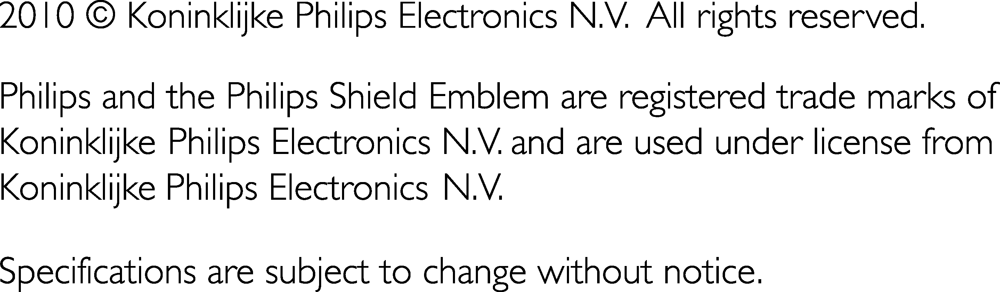 2010 © Koninklijke Philips Electronics N.V. All rights reserved.
Philips and the Philips Shield Emblem are registered trade marks of
Koninklijke Philips Electronics N.V. and are used under license from
Koninklijke Philips Electronics N.V.
Specifications are subject to change without notice.